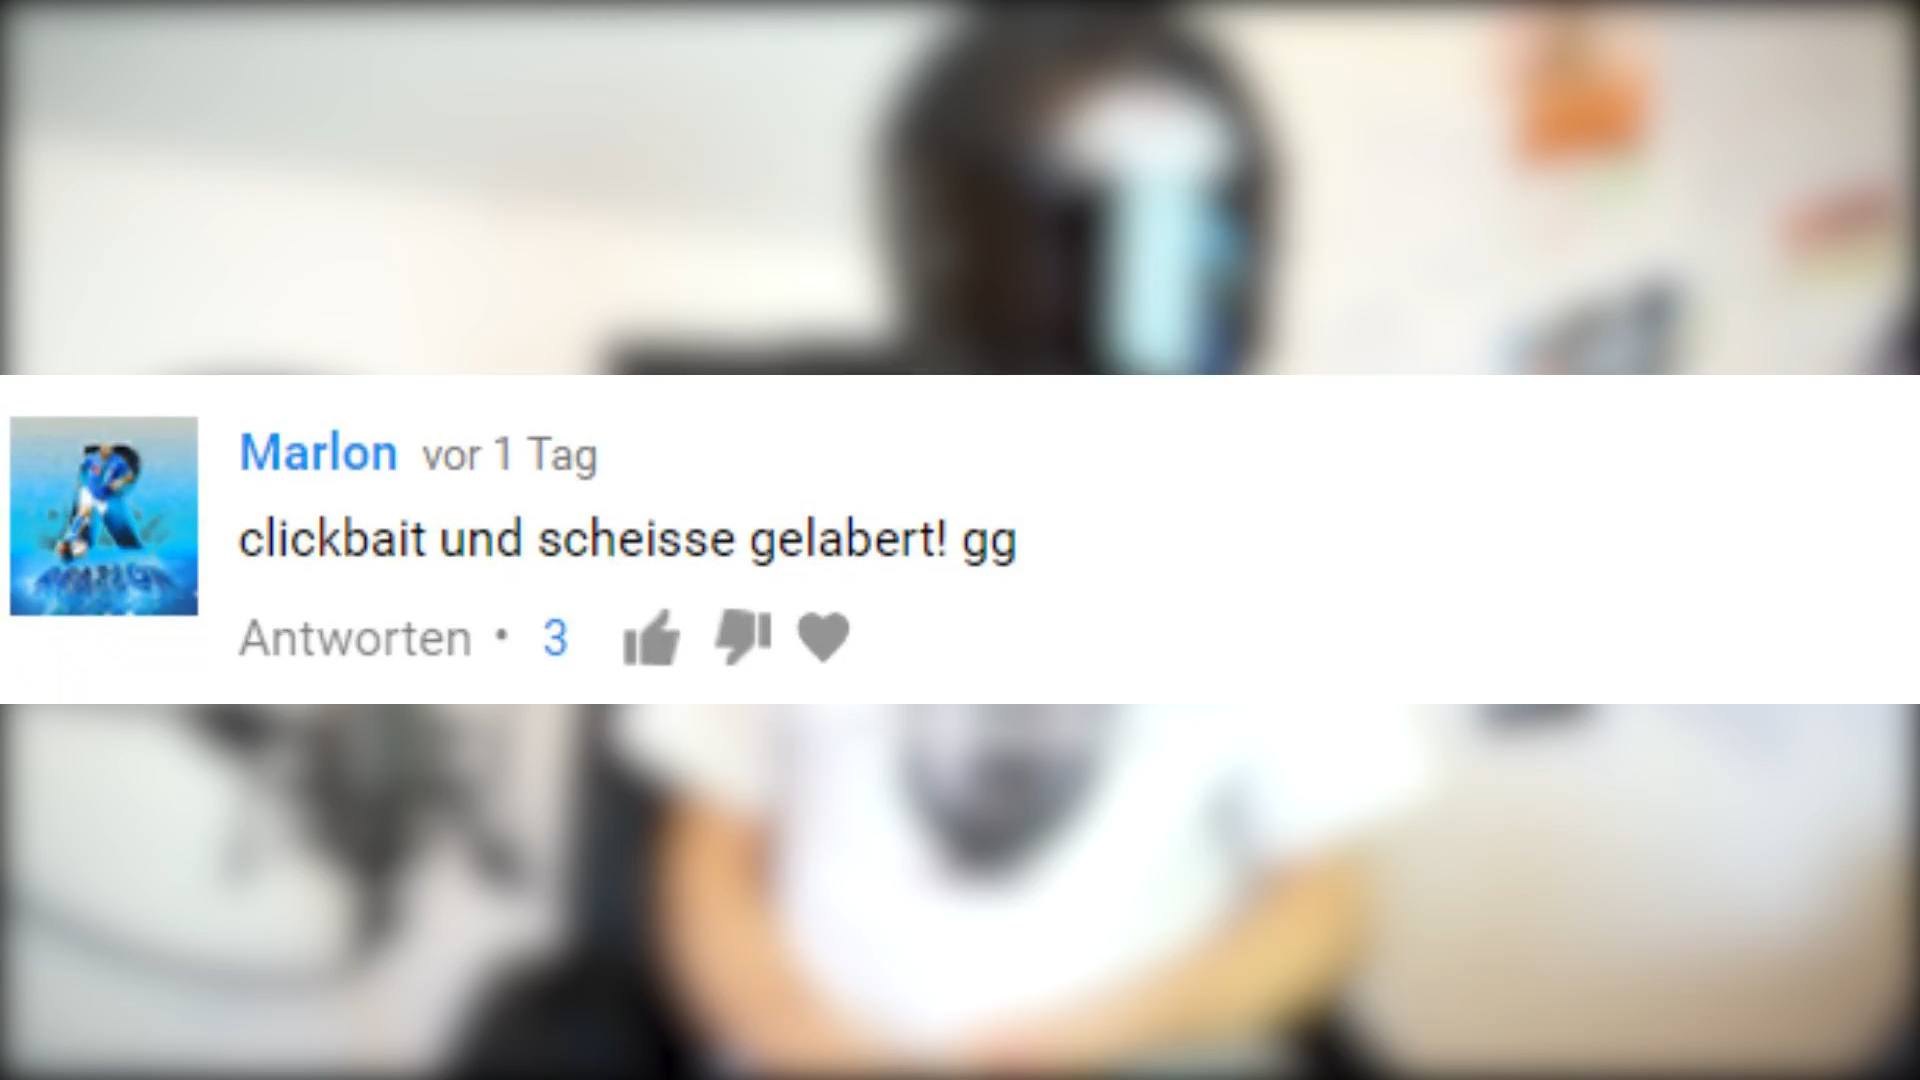 Marlon vor 1 Tag
clickbait und scheisse gelabert! gg
Antworten • 3